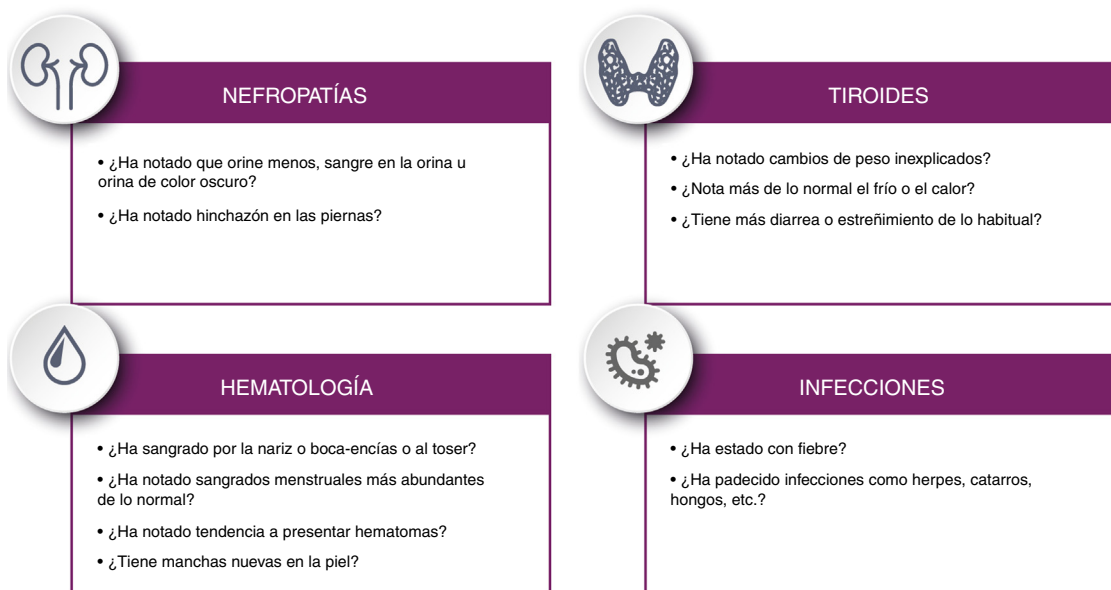 NEFROPATÍAS
• ¿Ha notado que orine menos, sangre en la orina u
orina de color oscuro?
• ¿Ha notado hinchazón en las piernas?
TIROIDES
• ¿Ha notado cambios de peso inexplicados?
• ¿Nota más de lo normal el frío o el calor?
• ¿Tiene más diarrea o estreñimiento de lo habitual?
HEMATOLOGÍA
• ¿Ha sangrado por la nariz o boca-encías o al toser?
• ¿Ha notado sangrados menstruales más abundantes
de lo normal?
• ¿Ha notado tendencia a presentar hematomas?
• ¿Tiene manchas nuevas en la piel?
INFECCIONES
• ¿Ha estado con fiebre?
• ¿Ha padecido infecciones como herpes, catarros,
hongos, etc.?